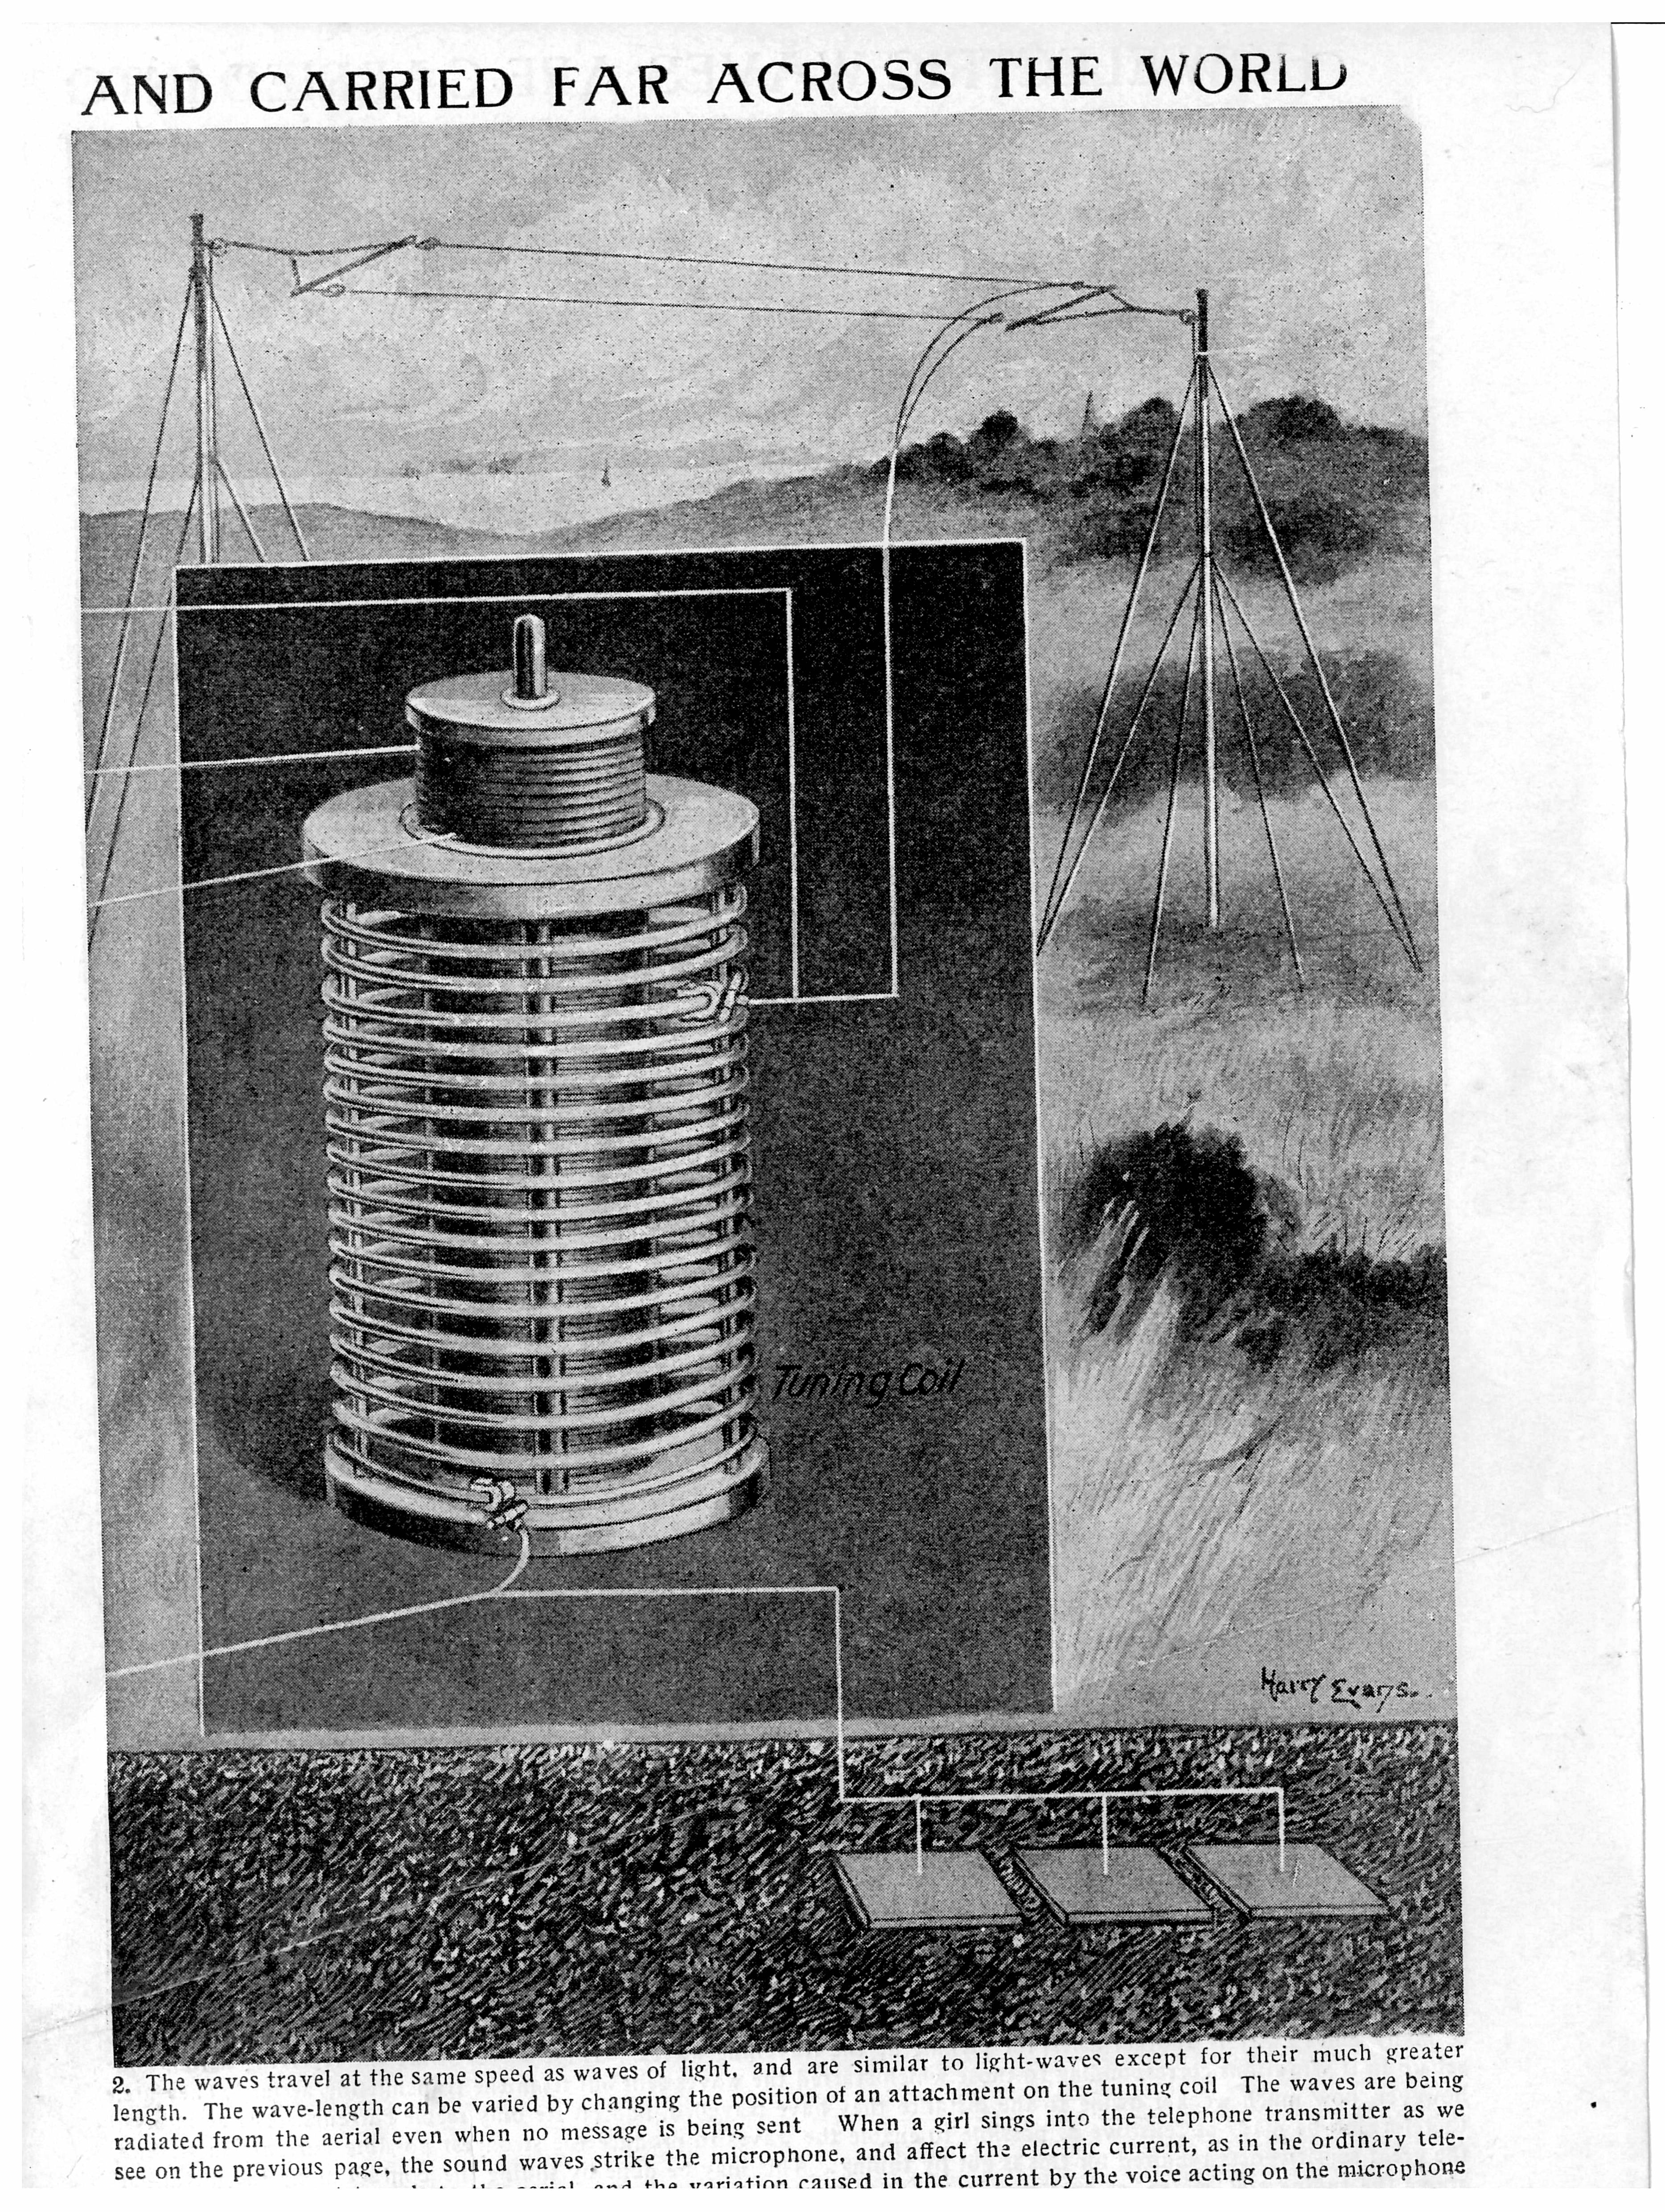 AND CARRIED FAR ACROSS THE WORLD
Tuning Coil
Harry Evans.
2. The waves travel at the same speed as waves of light, and are similar to light-waves except for their much greater
length. The wave-length can be varied by changing the position of an attachment on the tuning coil The waves are being
radiated from the aerial even when no message is being sent When a girl sings into the telephone transmitter as we
see on the previous page, the sound waves strike the microphone, and affect the electric current, as in the ordinary tele-
aerial, and the variation caused in the current by the voice acting on the microphone